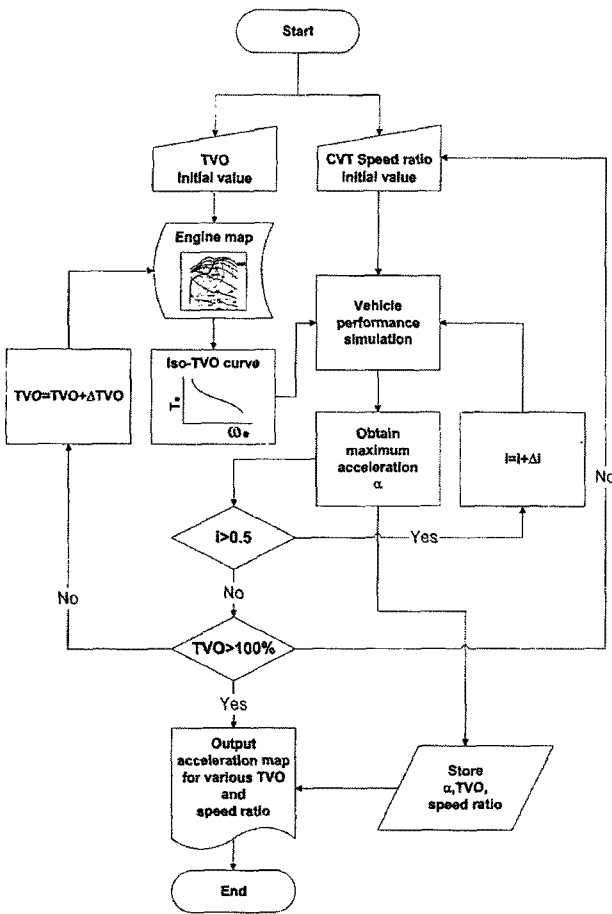 Start
TVO
Initial value
CVT Speed ratio
Initial value
Engine map
Vehicle
performance
simulation
Iso-TVO curve
Te
ωe
TVO=TVO+ΔTVO
Obtain
maximum
acceleration
α
i=i+Δi
No
i>0.5
Yes
No
No
TVO>100%
Yes
Output
acceleration map
for various TVO
and
speed ratio
Store
α,TVO,
speed ratio
End